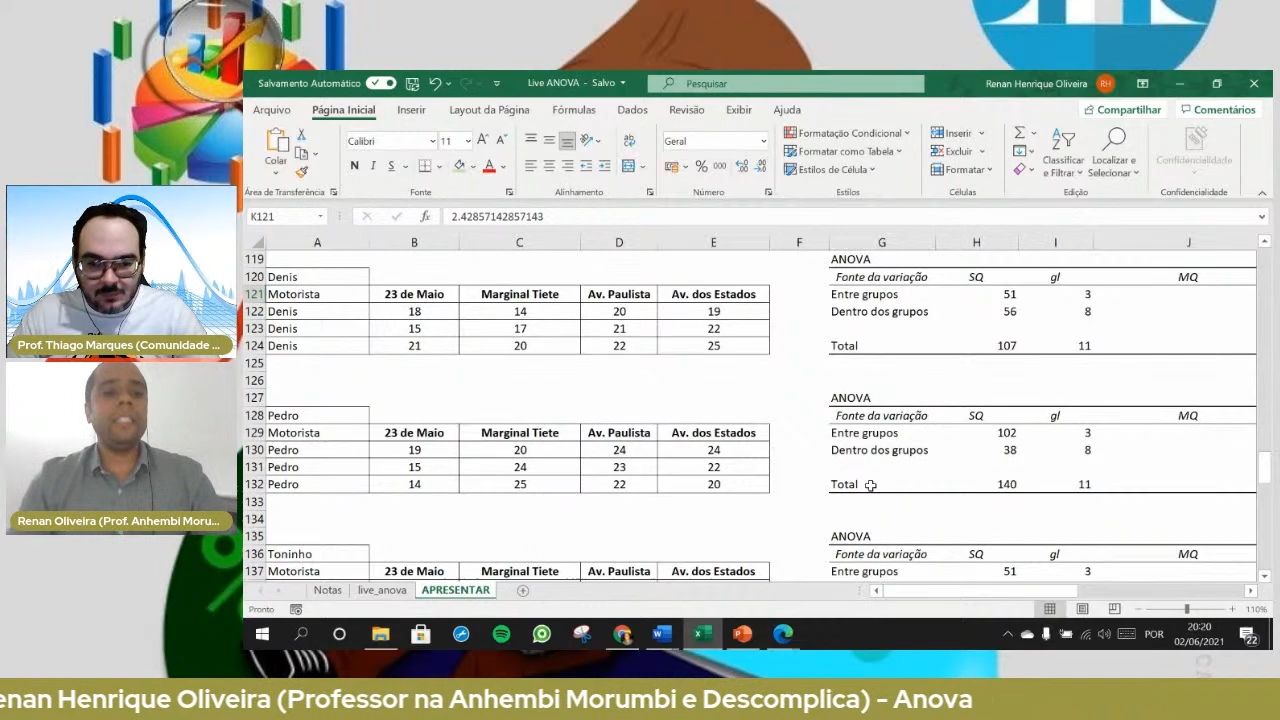 Salvamento Automático
Live ANOVA - Salvo
Pesquisar
Renan Henrique Oliveira RH
Arquivo Página Inicial Inserir Layout da Página Fórmulas Dados Revisão Exibir Ajuda Compartilhar Comentários
Colar
Calibri 11
N I S
Geral
Formatação Condicional
Formatar como Tabela
Estilos de Célula
Inserir
Excluir
Formatar
Classificar e Filtrar
Localizar e Selecionar
Confidencialidade
Área de Transferência Fonte Alinhamento Número Estilos Células Edição Confidencialidade
K121 fx 2.42857142857143
A B C D E F G H I J
119 ANOVA
120 Denis Fonte da variação SQ gl MQ
121 Motorista 23 de Maio Marginal Tiete Av. Paulista Av. dos Estados Entre grupos 51 3
122 Denis 18 14 20 19 Dentro dos grupos 56 8
123 Denis 15 17 21 22
124 Denis 21 20 22 25 Total 107 11
125
126
127 ANOVA
128 Pedro Fonte da variação SQ gl MQ
129 Motorista 23 de Maio Marginal Tiete Av. Paulista Av. dos Estados Entre grupos 102 3
130 Pedro 19 20 24 24 Dentro dos grupos 38 8
131 Pedro 15 24 23 22
132 Pedro 14 25 22 20 Total 140 11
133
134
135 ANOVA
136 Toninho Fonte da variação SQ gl MQ
137 Motorista 23 de Maio Marginal Tiete Av. Paulista Av. dos Estados Entre grupos 51 3
Notas live_anova APRESENTAR
Pronto 110%
POR
20:20
02/06/2021
22
Prof. Thiago Marques (Comunidade ...
Renan Oliveira (Prof. Anhembi Moru...
enan Henrique Oliveira (Professor na Anhembi Morumbi e Descomplica) - Anova